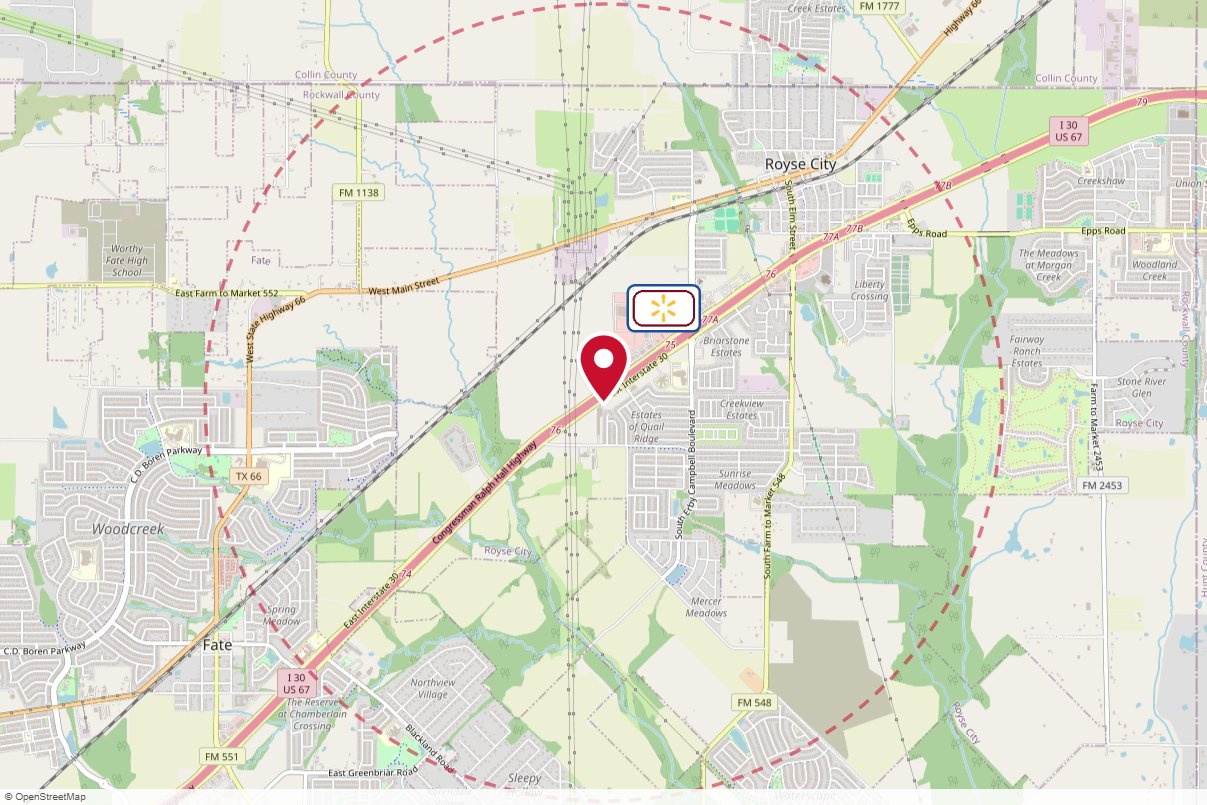 FM 1777
Creek Estates
Highway 66
Collin County
Rockwall County
Collin County
79
I 30
US 67
Royse City
FM 1138
77B
South Elm Street
Creekshaw
Union S
Epps Road
Epps Road
77B
77A
Worthy
Fate High
School
Fate
The Meadows
at Morgan
Creek
Woodland
Creek
76
West Main Street
East Farm to Market 552
Liberty
Crossing
Rockwall County
West State Highway 66
77A
75
Briarstone
Estates
Fairway
Ranch
Estates
st Interstate 30
Stone River
Glen
Creekview
Estates
Estates
of Quail
Ridge
76
Farm to Market 2453
Royse City
C.D. Boren Parkway
South Erby Campbell Boulevard
TX 66
Congressman Ralph Hall Highway
Sunrise
Meadows
FM 2453
South Farm to Market 548
Woodcreek
Royse City
74
East Interstate 30
Hunt County
Spring
Meadow
Mercer
Meadows
Fate
C.D. Boren Parkway
I 30
US 67
Northview
Village
The Reserve
at Chamberlain
Crossing
FM 548
Royse City
Blackland Road
FM 551
East Greenbriar Road
Sleepy
Hollow
Waterscape
© OpenStreetMap